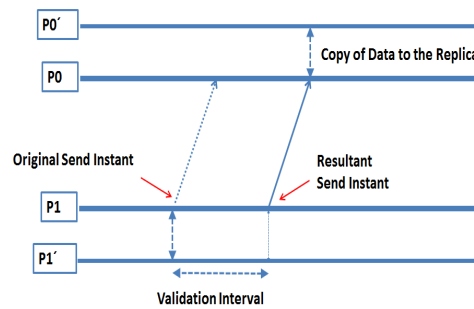 P0´
Copy of Data to the Replica
P0
Original Send Instant
Resultant
Send Instant
P1
P1´
Validation Interval